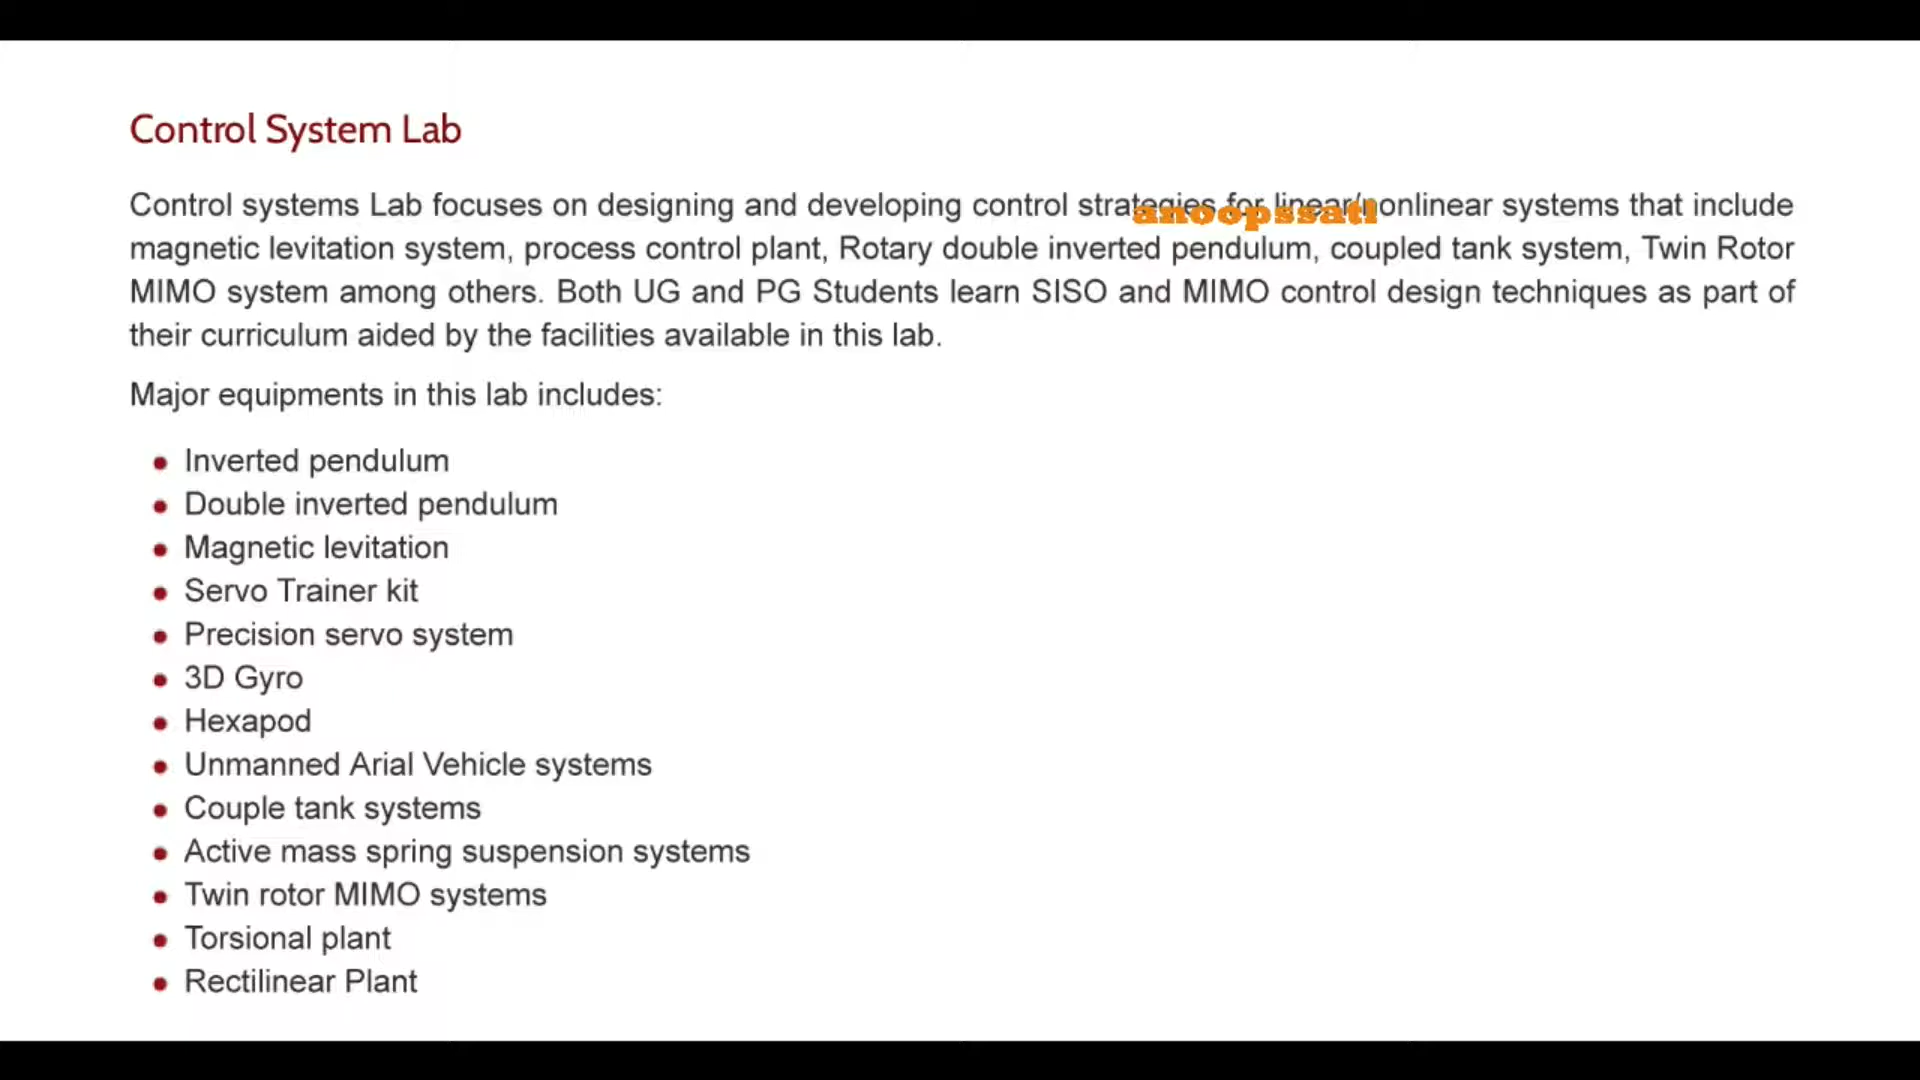 Control System Lab
Control systems Lab focuses on designing and developing control strategies for linear/nonlinear systems that include
anoopssati
magnetic levitation system, process control plant, Rotary double inverted pendulum, coupled tank system, Twin Rotor
MIMO system among others. Both UG and PG Students learn SISO and MIMO control design techniques as part of
their curriculum aided by the facilities available in this lab.
Major equipments in this lab includes:
Inverted pendulum
Double inverted pendulum
Magnetic levitation
Servo Trainer kit
Precision servo system
3D Gyro
Hexapod
Unmanned Arial Vehicle systems
Couple tank systems
Active mass spring suspension systems
Twin rotor MIMO systems
Torsional plant
Rectilinear Plant